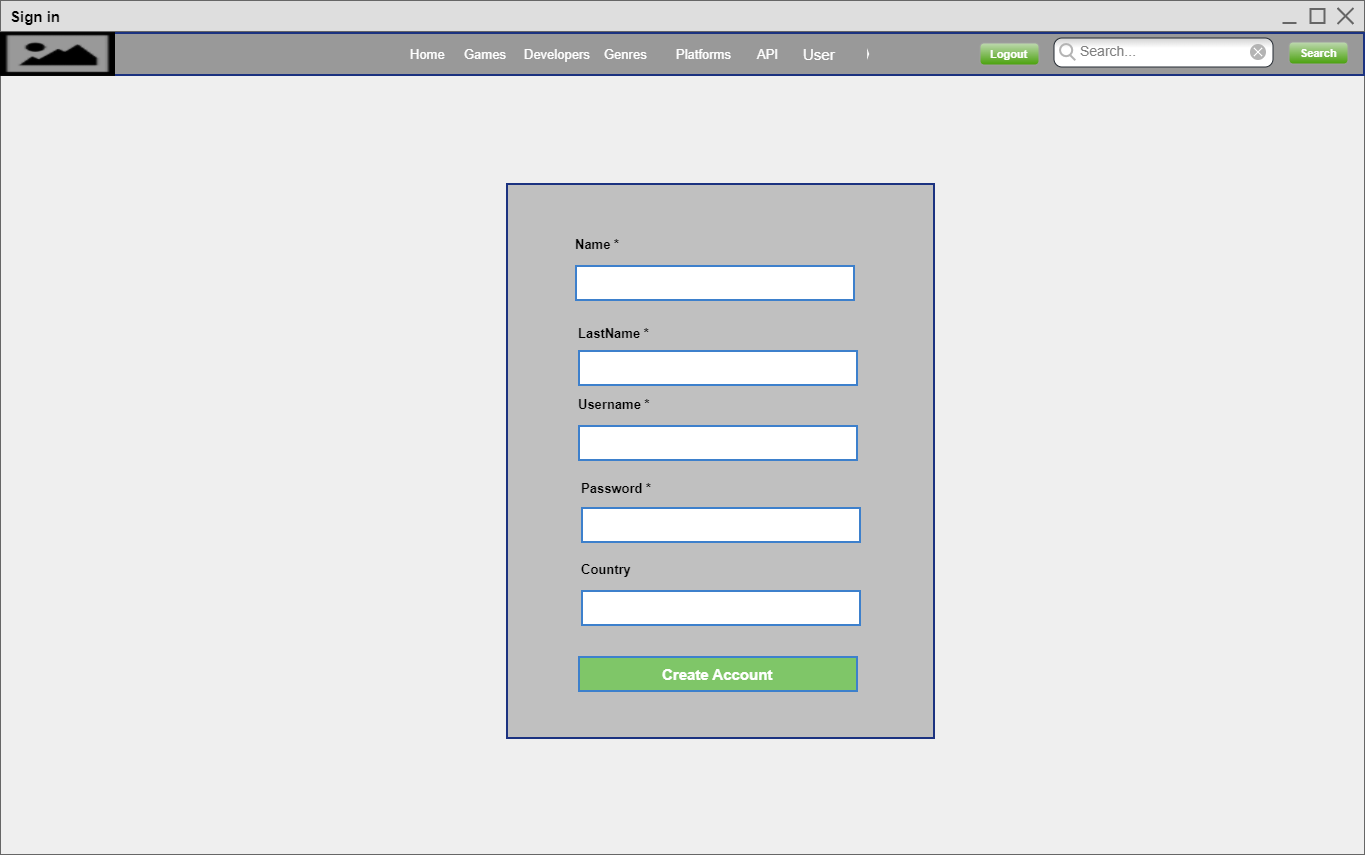 Sign in
Home Games Developers Genres Platforms API User Logout Search... Search
Name *
LastName *
Username *
Password *
Country
Create Account